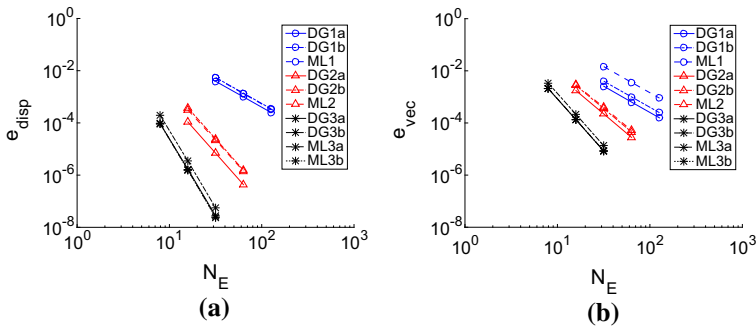 10^0
10^-2
10^-4
10^-6
10^-8
e_disp
10^0
10^1
10^2
10^3
N_E
DG1a
DG1b
ML1
DG2a
DG2b
ML2
DG3a
DG3b
ML3a
ML3b
(a)
10^0
10^-2
10^-4
10^-6
10^-8
e_vec
10^0
10^1
10^2
10^3
N_E
DG1a
DG1b
ML1
DG2a
DG2b
ML2
DG3a
DG3b
ML3a
ML3b
(b)